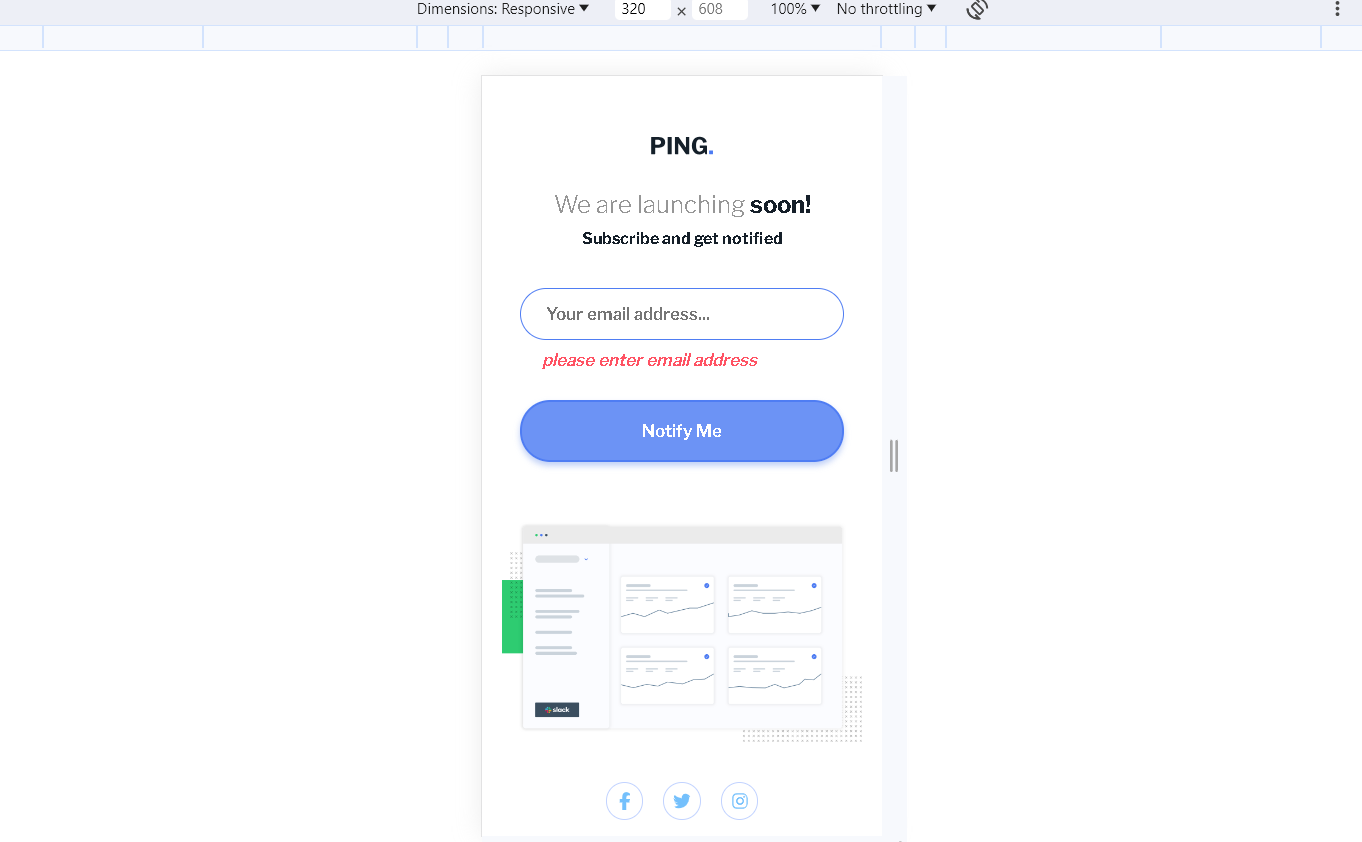 Dimensions: Responsive ▼ 320 × 608 100% ▼ No throttling ▼
PING.
We are launching soon!
Subscribe and get notified
Your email address...
please enter email address
Notify Me
slack